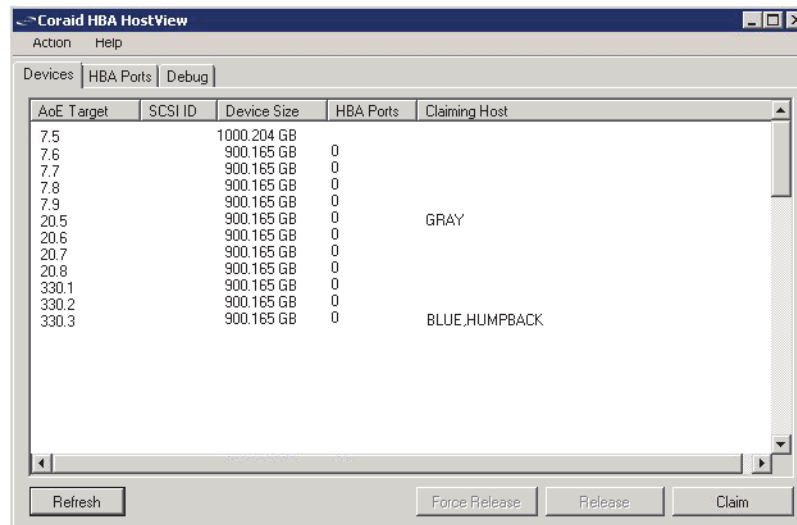 Coraid HBA HostView
Action Help
Devices HBA Ports Debug
AoE Target SCSI ID Device Size HBA Ports Claiming Host
7.5 1000.204 GB
7.6 900.165 GB 0
7.7 900.165 GB 0
7.8 900.165 GB 0
7.9 900.165 GB 0
20.5 900.165 GB 0 GRAY
20.6 900.165 GB 0
20.7 900.165 GB 0
20.8 900.165 GB 0
330.1 900.165 GB 0
330.2 900.165 GB 0
330.3 900.165 GB 0 BLUE,HUMPBACK
Refresh Force Release Release Claim